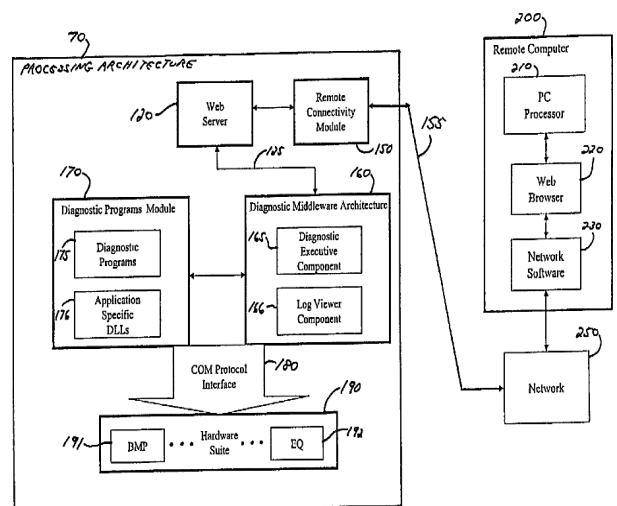 70
PROCESSING ARCHITECTURE
120
Web
Server
Remote
Connectivity
Module
150
125
155
170
Diagnostic Programs Module
175
Diagnostic
Programs
176
Application
Specific
DLLs
160
Diagnostic Middleware Architecture
165
Diagnostic
Executive
Component
166
Log Viewer
Component
COM Protocol
Interface
180
190
191
BMP
Hardware
Suite
EQ
192
200
Remote Computer
210
PC
Processor
220
Web
Browser
230
Network
Software
250
Network